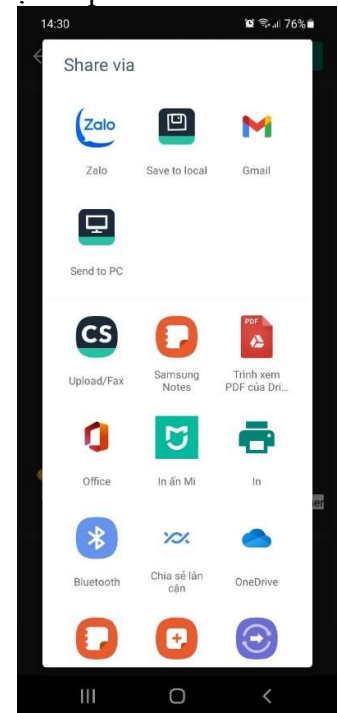 14:30
76%
Share via
Zalo
Zalo
Save to local
Gmail
Send to PC
CS
PDF
Upload/Fax
Samsung
Notes
Trình xem
PDF của Dri...
Office
In ấn Mi
In
Bluetooth
Chia sẻ lân
cận
OneDrive